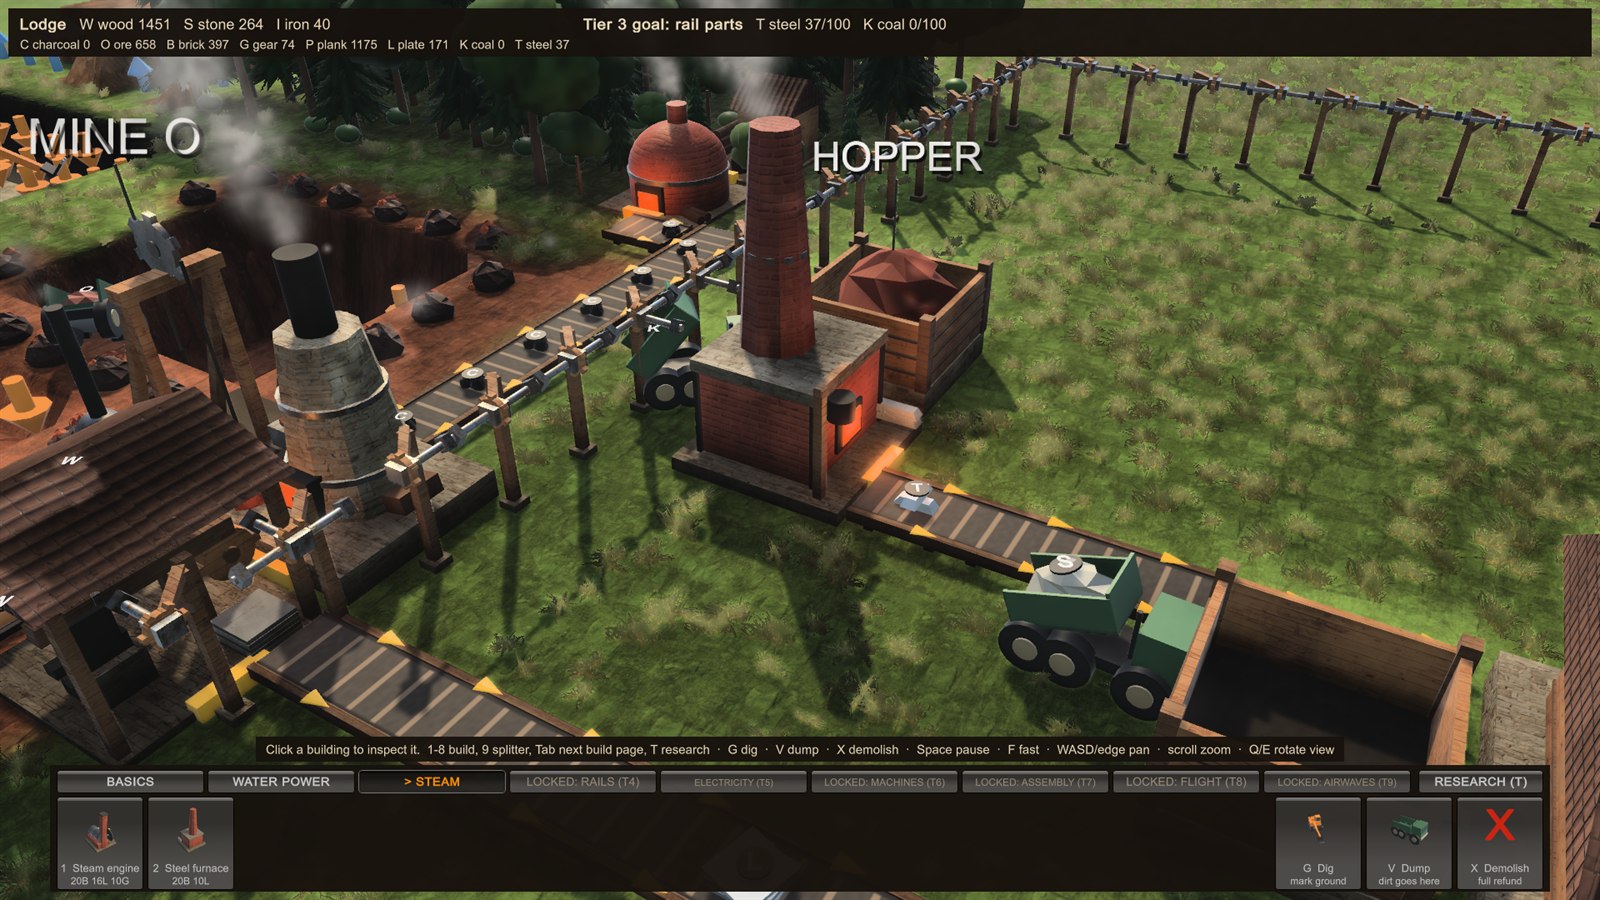 Lodge W wood 1451 S stone 264 I iron 40
Tier 3 goal: rail parts T steel 37/100 K coal 0/100
C charcoal 0 O ore 658 B brick 397 G gear 74 P plank 1175 L plate 171 K coal 0 T steel 37
MINE O
HOPPER
O
K
C
C
C
C
W
T
S
Click a building to inspect it. 1-8 build, 9 splitter, Tab next build page, T research · G dig · V dump · X demolish · Space pause · F fast · WASD/edge pan · scroll zoom · Q/E rotate view
BASICS
WATER POWER
> STEAM
LOCKED: RAILS (T4)
ELECTRICITY (T5)
LOCKED: MACHINES (T6)
LOCKED: ASSEMBLY (T7)
LOCKED: FLIGHT (T8)
LOCKED: AIRWAVES (T9)
RESEARCH (T)
1 Steam engine
20B 16L 10G
2 Steel furnace
20B 10L
G Dig
mark ground
V Dump
dirt goes here
X Demolish
full refund